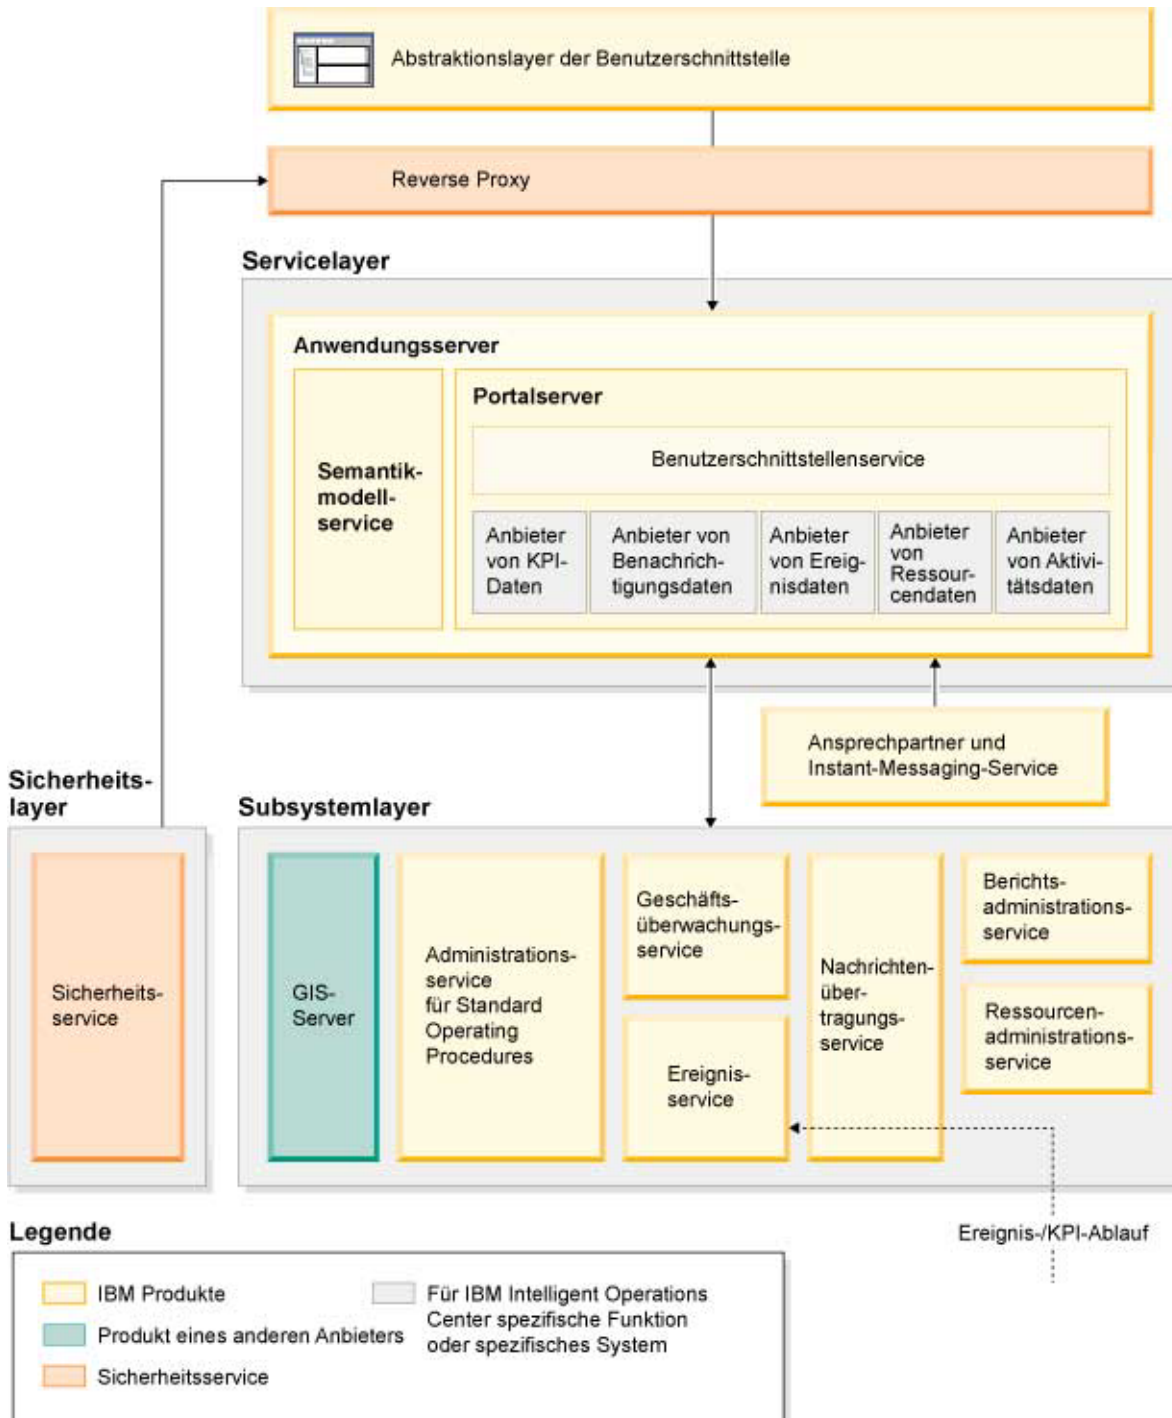 Abstraktionslayer der Benutzerschnittstelle
Reverse Proxy
Servicelayer
Anwendungsserver
Semantik-
modell-
service
Portalserver
Benutzerschnittstellenservice
Anbieter
von KPI-
Daten
Anbieter von
Benachrich-
tigungsdaten
Anbieter
von Ereig-
nisdaten
Anbieter
von
Ressour-
cendaten
Anbieter
von Aktivi-
tätsdaten
Ansprechpartner und
Instant-Messaging-Service
Sicherheits-
layer
Sicherheits-
service
Subsystemlayer
GIS-
Server
Administrations-
service
für Standard
Operating
Procedures
Geschäfts-
überwachungs-
service
Ereignis-
service
Nachrichten-
über-
tragungs-
service
Berichts-
administrations-
service
Ressourcen-
administrations-
service
Ereignis-/KPI-Ablauf
Legende
IBM Produkte
Produkt eines anderen Anbieters
Sicherheitsservice
Für IBM Intelligent Operations
Center spezifische Funktion
oder spezifisches System